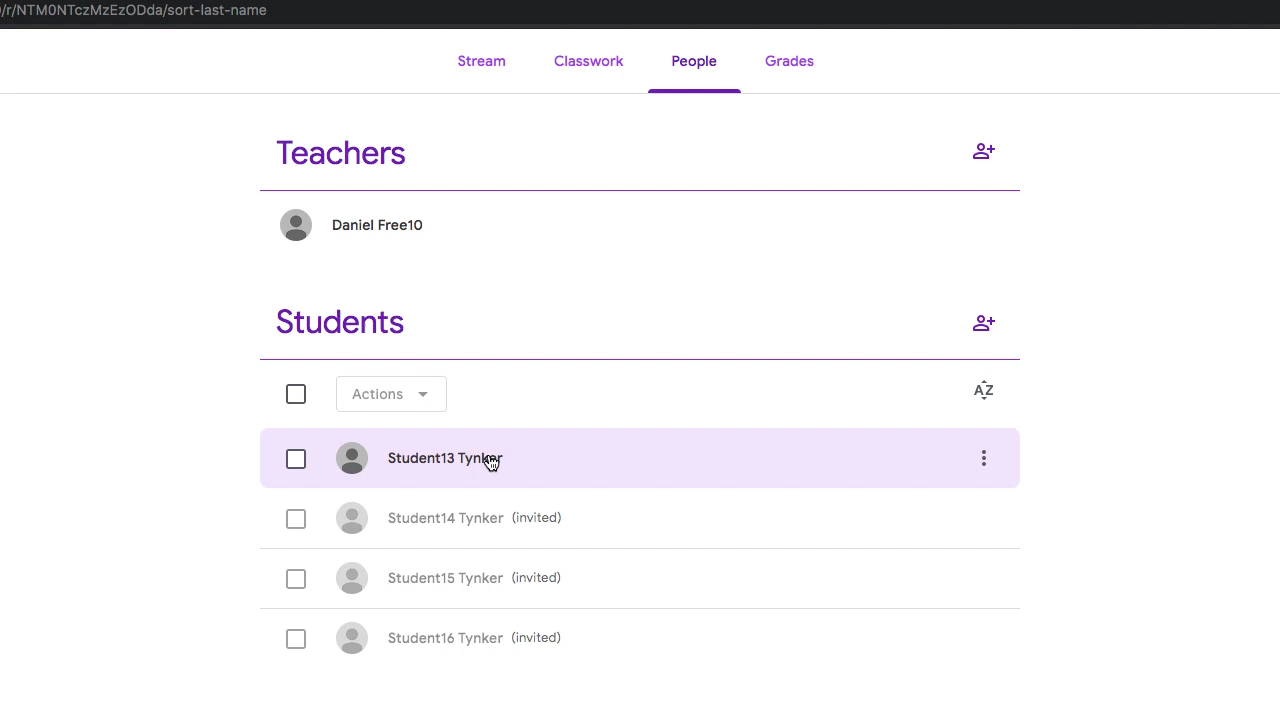 /r/NTM0NTczMzEzODda/sort-last-name
Stream Classwork People Grades
Teachers
Daniel Free10
Students
Actions
AZ
Student13 Tynker
Student14 Tynker (invited)
Student15 Tynker (invited)
Student16 Tynker (invited)